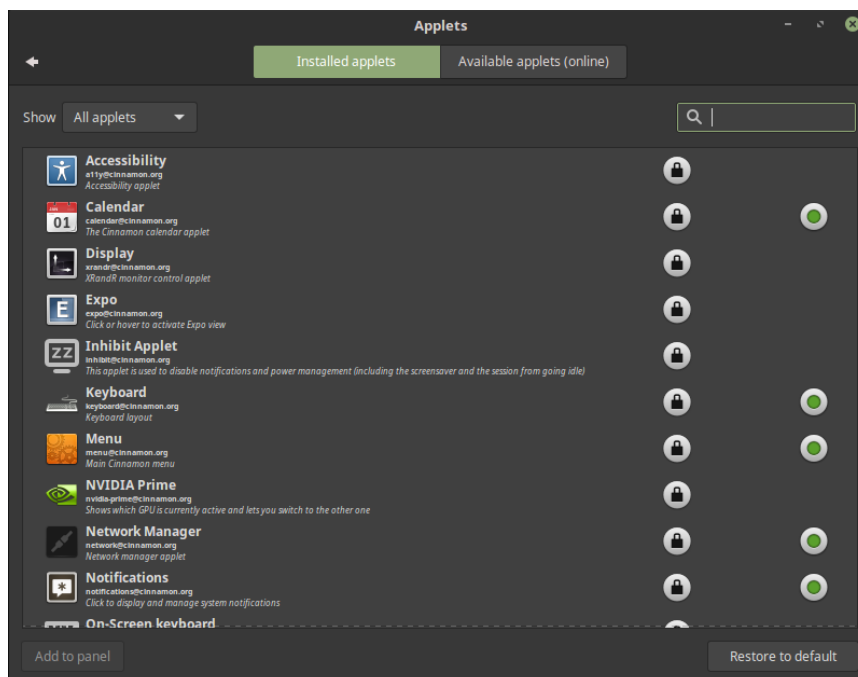 Applets
Installed applets
Available applets (online)
Show
All applets
Accessibility
a11y@cinnamon.org
Accessibility applet
01
Calendar
calendar@cinnamon.org
The Cinnamon calendar applet
Display
xrandr@cinnamon.org
XRandR monitor control applet
E
Expo
expo@cinnamon.org
Click or hover to activate Expo view
ZZ
Inhibit Applet
inhibit@cinnamon.org
This applet is used to disable notifications and power management (including the screensaver and the session from going idle)
Keyboard
keyboard@cinnamon.org
Keyboard layout
Menu
menu@cinnamon.org
Main Cinnamon menu
NVIDIA Prime
nvidia-prime@cinnamon.org
Shows which GPU is currently active and lets you switch to the other one
Network Manager
network@cinnamon.org
Network manager applet
Notifications
notifications@cinnamon.org
Click to display and manage system notifications
On-Screen keyboard
Add to panel
Restore to default